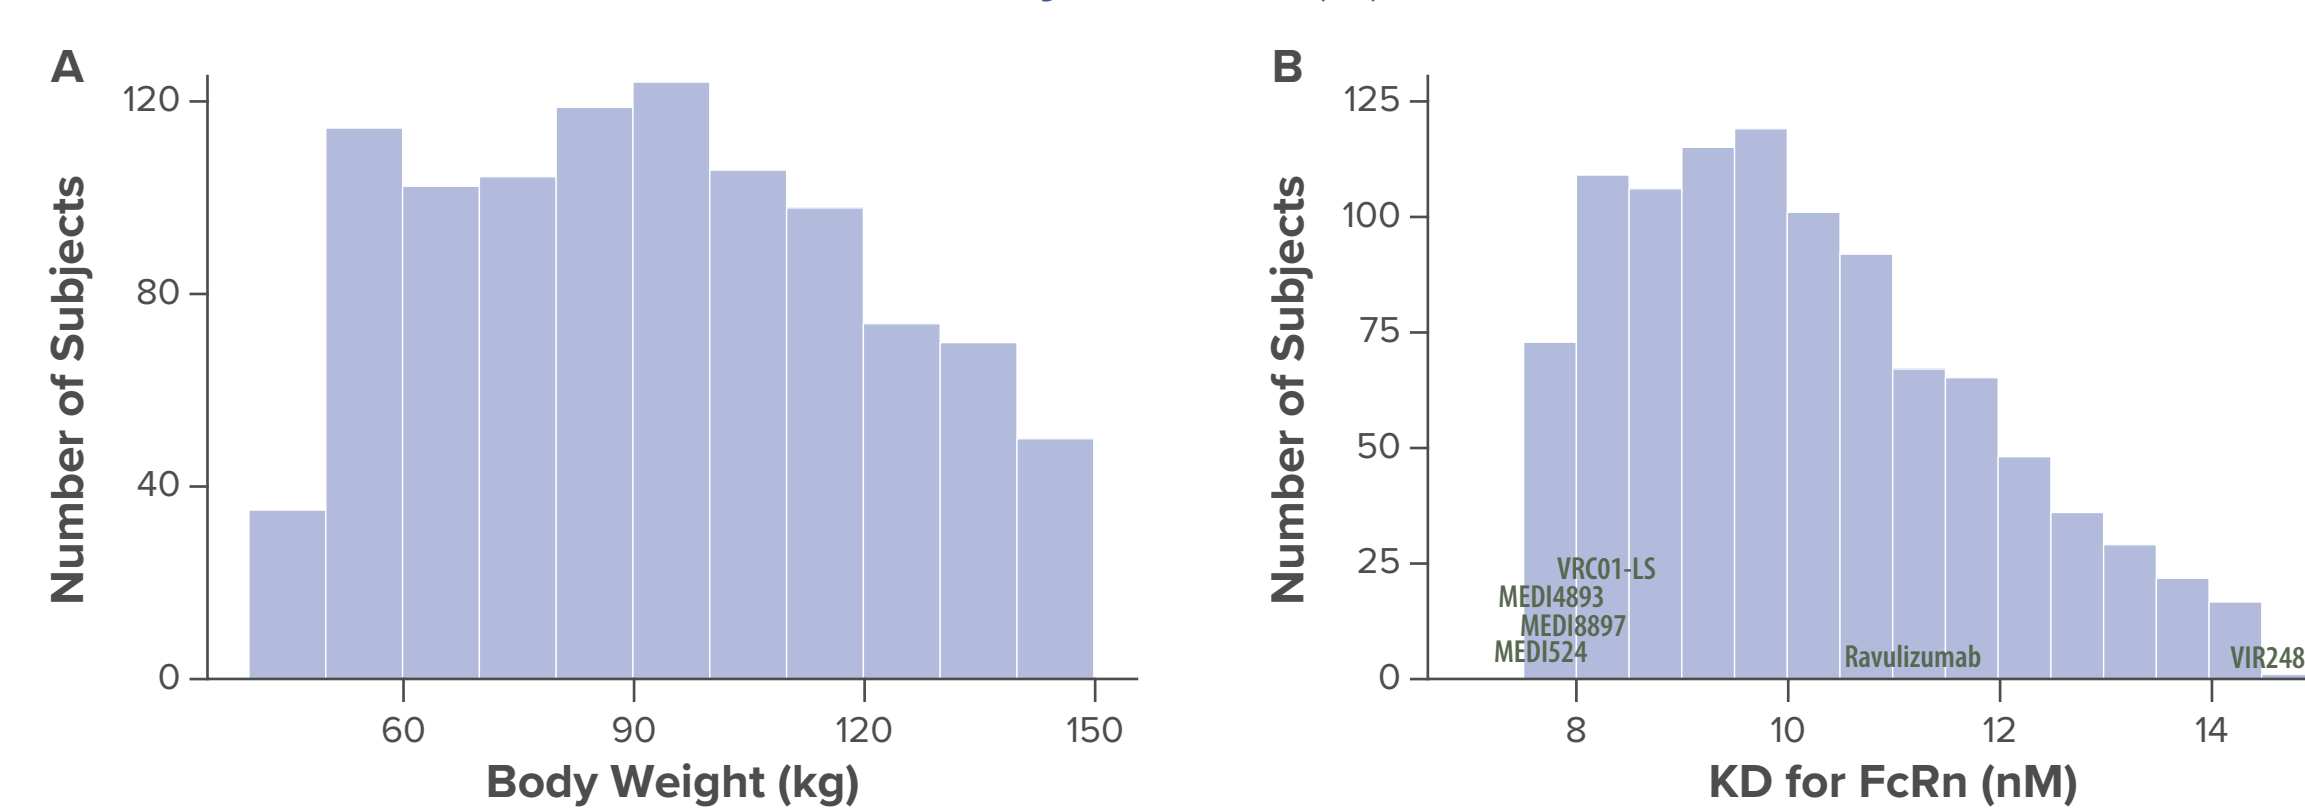 A
Number of Subjects
120
80
40
0
60
90
120
150
Body Weight (kg)
B
Number of Subjects
125
100
75
50
25
0
VRC01-LS
MEDI4893
MEDI8897
MEDI524
Ravulizumab
VIR248
8
10
12
14
KD for FcRn (nM)